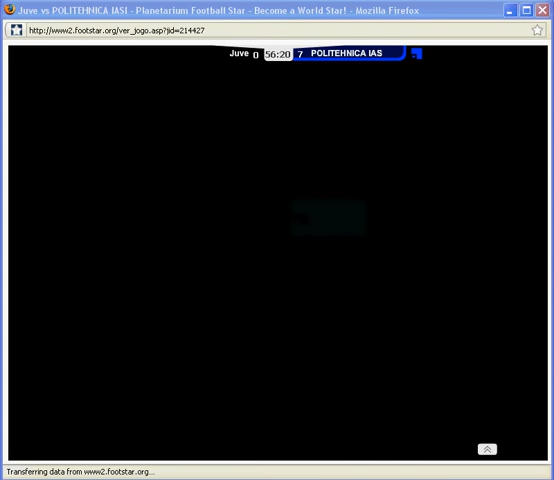 Juve vs POLITEHNICA IASI - Planetarium Football Star - Become a World Star! - Mozilla Firefox
http://www2.footstar.org/ver_jogo.asp?jid=214427
Juve 0 56:20 7 POLITEHNICA IAS
Transferring data from www2.footstar.org...